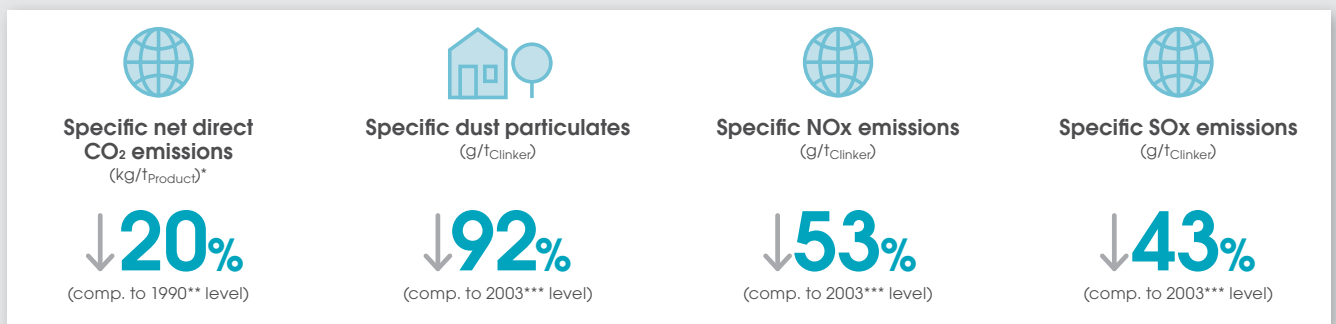 Specific net direct
CO₂ emissions
(kg/tProduct)*
↓20%
(comp. to 1990** level)
Specific dust particulates
(g/tClinker)
↓92%
(comp. to 2003*** level)
Specific NOx emissions
(g/tClinker)
↓53%
(comp. to 2003*** level)
Specific SOx emissions
(g/tClinker)
↓43%
(comp. to 2003*** level)